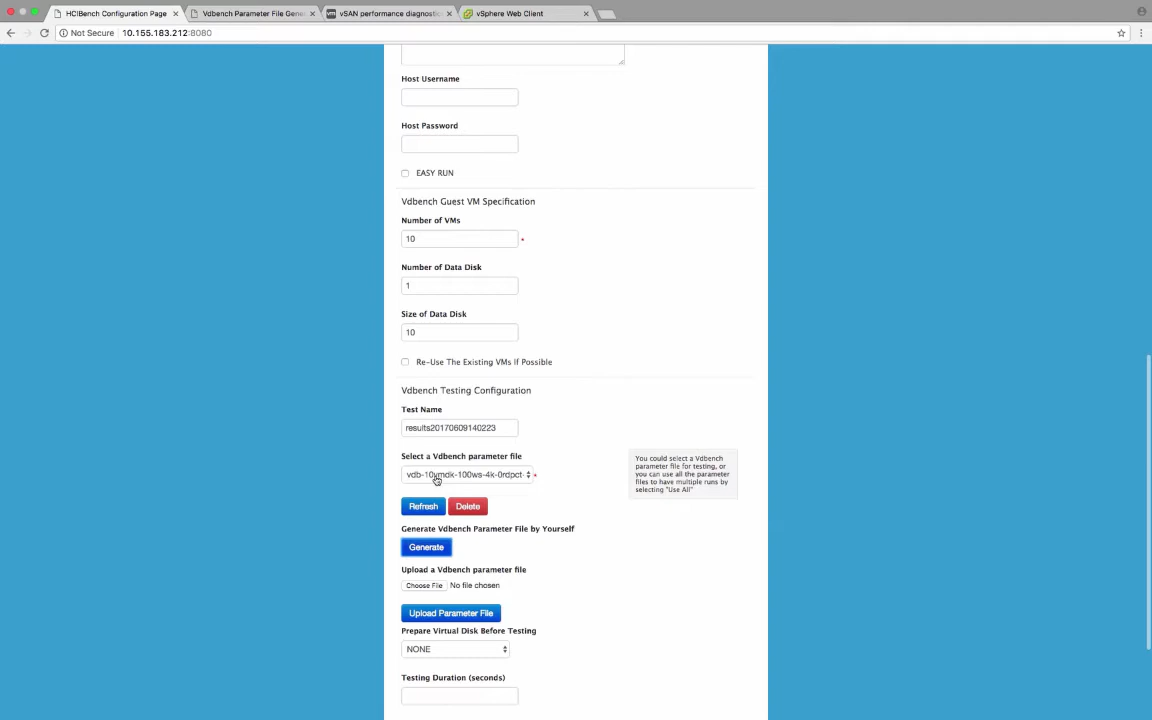 HCIBench Configuration Page
Vdbench Parameter File Gene
vSAN performance diagnostic
vSphere Web Client
Not Secure 10.155.183.212:8080
Host Username
Host Password
EASY RUN
Vdbench Guest VM Specification
Number of VMs
10 *
Number of Data Disk
1
Size of Data Disk
10
Re-Use The Existing VMs If Possible
Vdbench Testing Configuration
Test Name
results20170609140223
Select a Vdbench parameter file
vdb-10vmdk-100ws-4k-0rdpct- *
You could select a Vdbench
parameter file for testing, or
you can use all the parameter
files to have multiple runs by
selecting "Use All"
Refresh Delete
Generate Vdbench Parameter File by Yourself
Generate
Upload a Vdbench parameter file
Choose File No file chosen
Upload Parameter File
Prepare Virtual Disk Before Testing
NONE
Testing Duration (seconds)